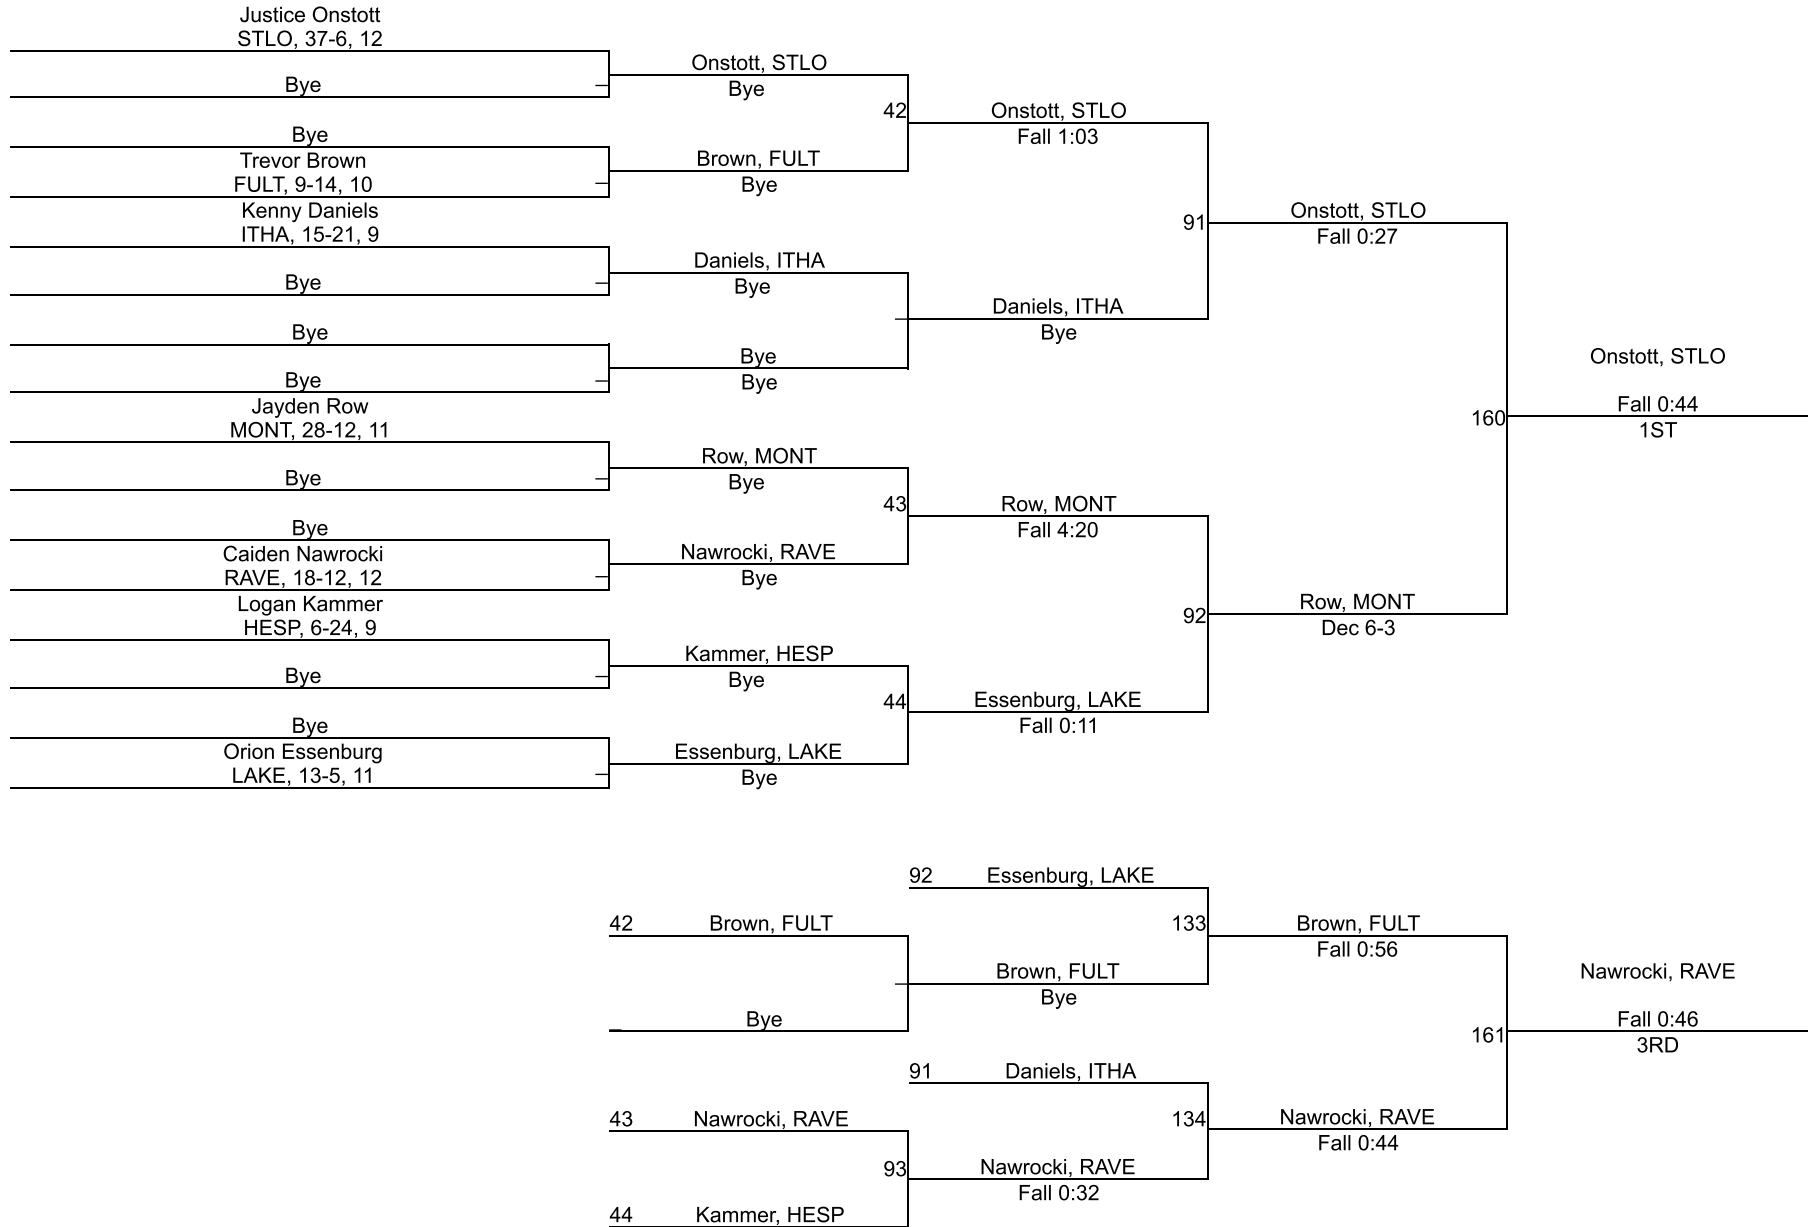 Justice Onstott
STLO, 37-6, 12
Bye
Bye
Trevor Brown
FULT, 9-14, 10
Kenny Daniels
ITHA, 15-21, 9
Bye
Bye
Bye
Jayden Row
MONT, 28-12, 11
Bye
Bye
Caiden Nawrocki
RAVE, 18-12, 12
Logan Kammer
HESP, 6-24, 9
Bye
Bye
Orion Essenburg
LAKE, 13-5, 11
Onstott, STLO
Bye
42
Brown, FULT
Bye
Daniels, ITHA
Bye
Bye
Bye
Row, MONT
Bye
43
Nawrocki, RAVE
Bye
Kammer, HESP
Bye
44
Essenburg, LAKE
Bye
Onstott, STLO
Fall 1:03
91
Daniels, ITHA
Bye
Row, MONT
Fall 4:20
92
Essenburg, LAKE
Fall 0:11
Onstott, STLO
Fall 0:27
160
Row, MONT
Dec 6-3
Onstott, STLO
Fall 0:44
1ST
92 Essenburg, LAKE
42 Brown, FULT
133
Brown, FULT
Fall 0:56
Brown, FULT
Bye
Bye
91 Daniels, ITHA
43 Nawrocki, RAVE
134
Nawrocki, RAVE
Fall 0:44
93
Nawrocki, RAVE
Fall 0:32
44 Kammer, HESP
161
Nawrocki, RAVE
Fall 0:46
3RD